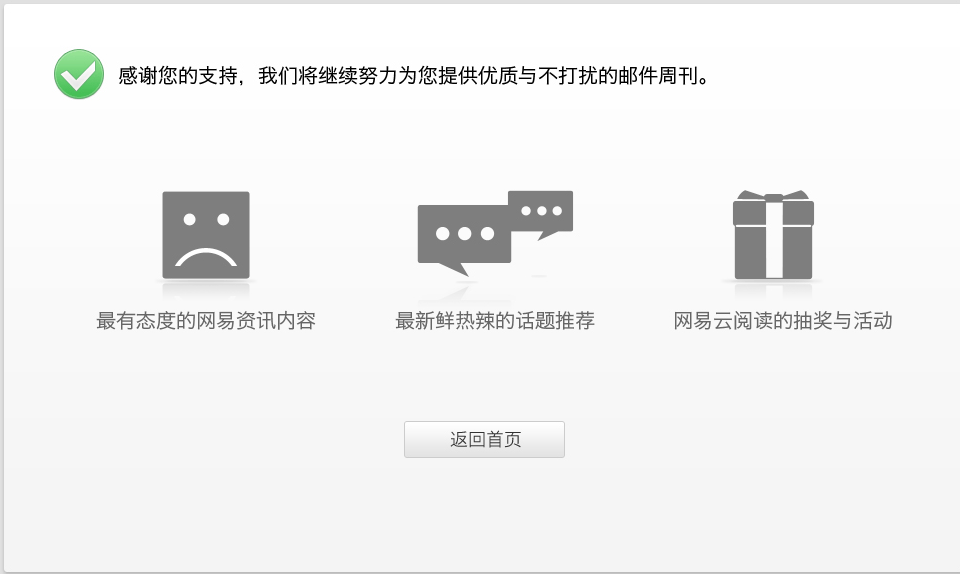 感谢您的支持，我们将继续努力为您提供优质与不打扰的邮件周刊。
最有态度的网易资讯内容
最新鲜热辣的话题推荐
网易云阅读的抽奖与活动
返回首页